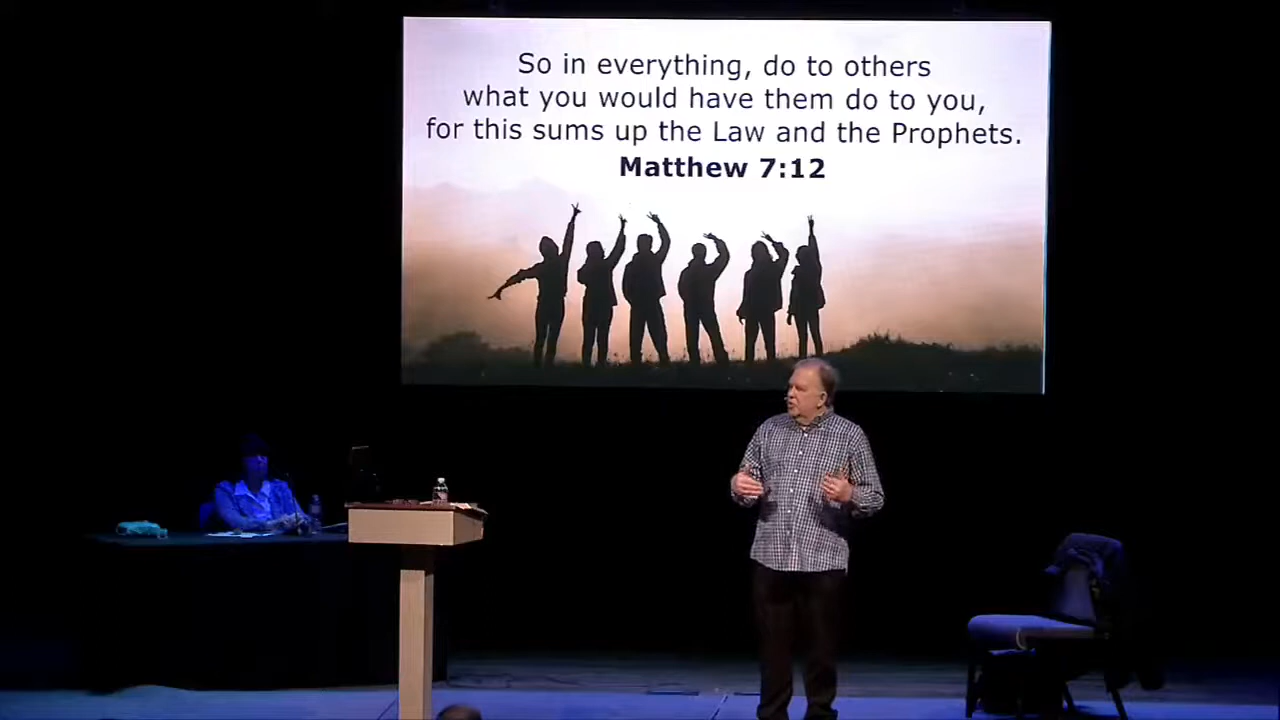 So in everything, do to others
what you would have them do to you,
for this sums up the Law and the Prophets.
Matthew 7:12